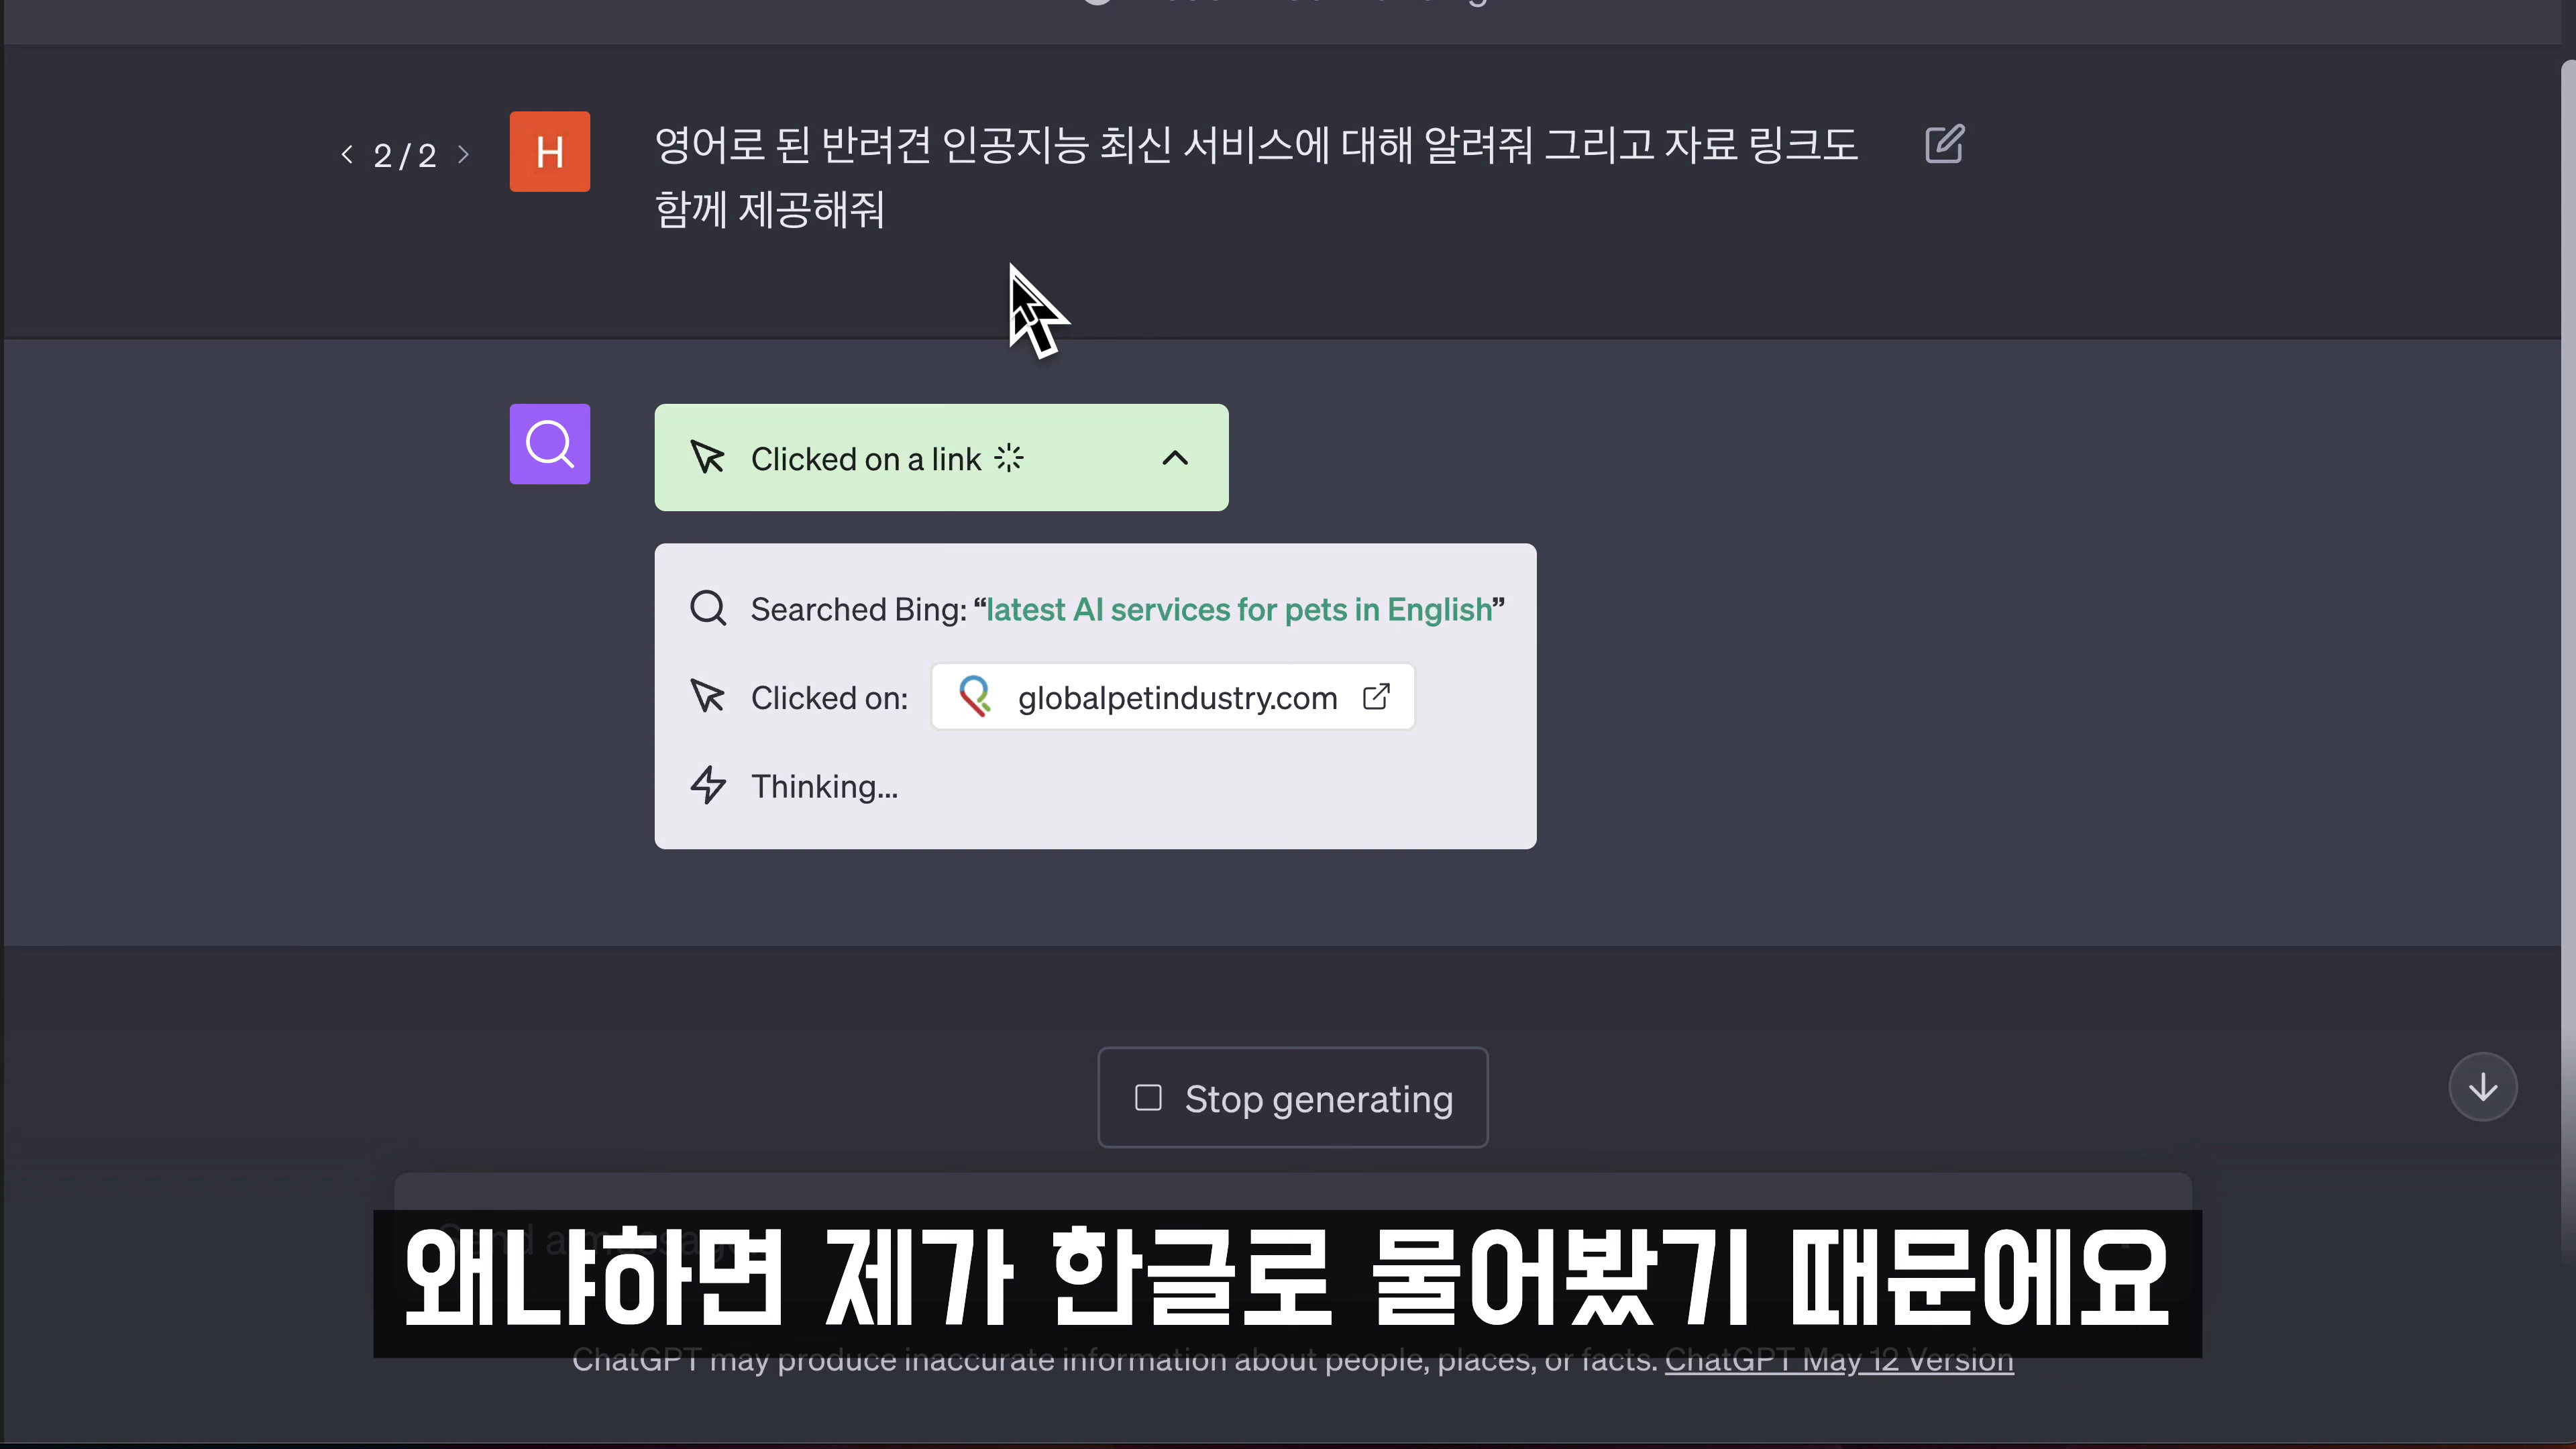 < 2 / 2 >
H
영어로 된 반려견 인공지능 최신 서비스에 대해 알려줘 그리고 자료 링크도
함께 제공해줘
Clicked on a link
Searched Bing: “latest AI services for pets in English”
Clicked on: globalpetindustry.com
Thinking...
Stop generating
왜냐하면 제가 한글로 물어봤기 때문에요
ChatGPT may produce inaccurate information about people, places, or facts. ChatGPT May 12 Version